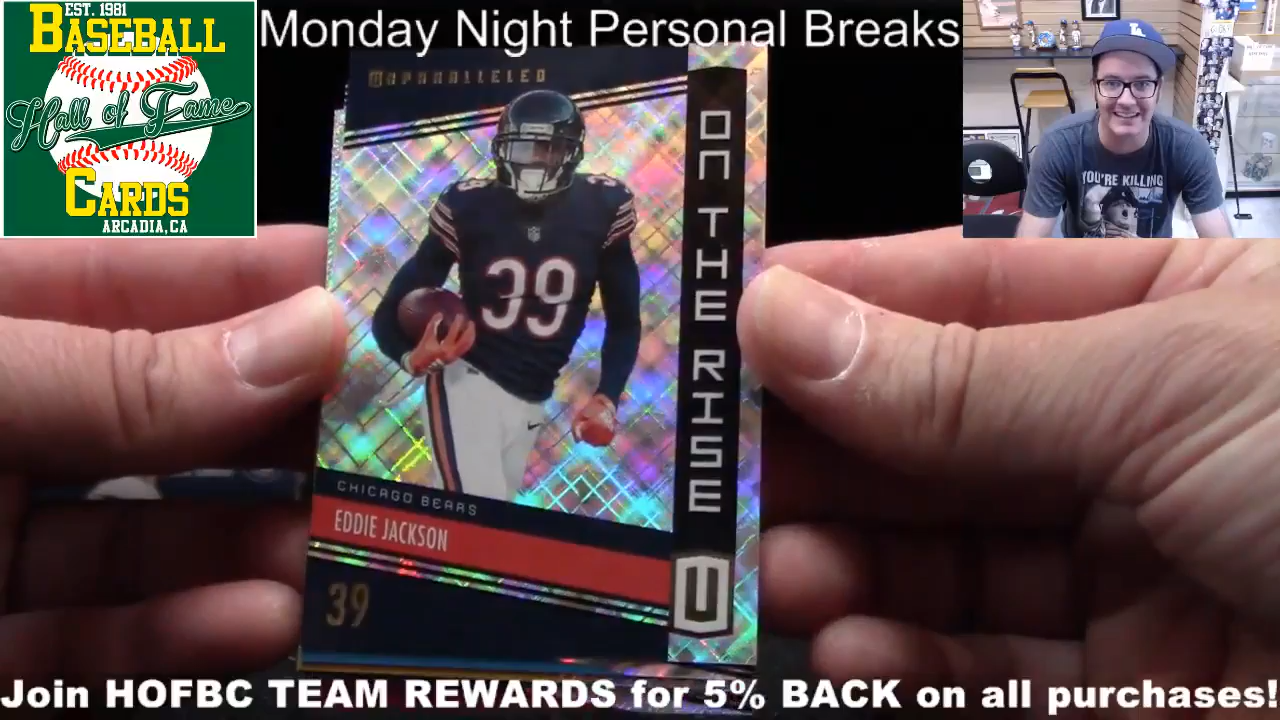 EST. 1981
BASEBALL
Hall of Fame
CARDS
ARCADIA, CA
Monday Night Personal Breaks
UNPARALLELED
ON THE RISE
39
CHICAGO BEARS
EDDIE JACKSON
39
U
LA
YOU'RE KILLING
Join HOFBC TEAM REWARDS for 5% BACK on all purchases!